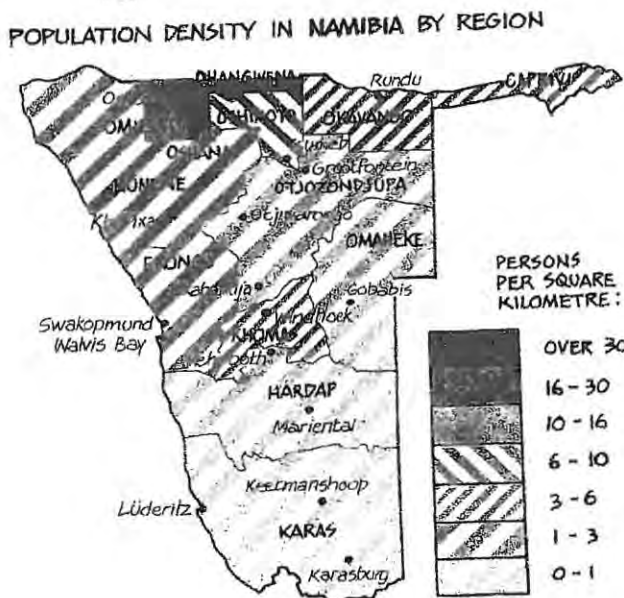 POPULATION DENSITY IN NAMIBIA BY REGION
OHANGWENA
Rundu
CAPRIVI
OSHIKOTO
OKAVANGO
OSHANA
Grootfontein
OTJOZONDJUPA
OMAHEKE
Gobabis
Windhoek
KHOMAS
Swakopmund
Walvis Bay
HARDAP
Mariental
Keetmanshoop
Lüderitz
KARAS
Karasburg
PERSONS
PER SQUARE
KILOMETRE:
OVER 30
16-30
10-16
6-10
3-6
1-3
0-1